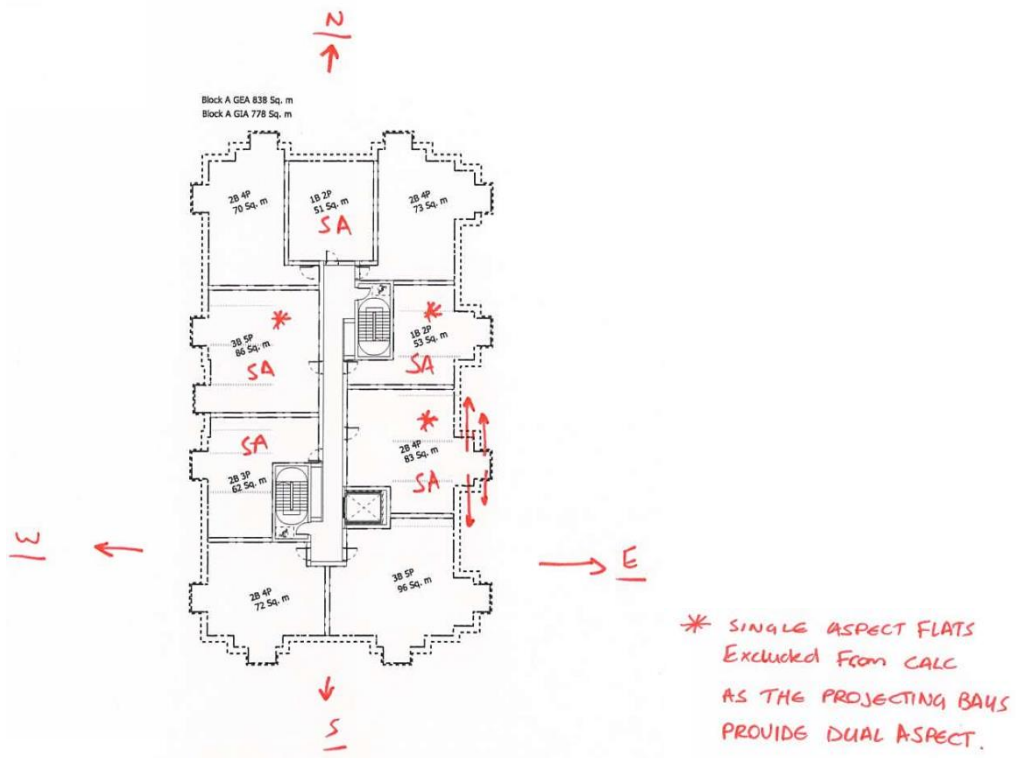 N
Block A GEA 838 Sq. m
Block A GIA 778 Sq. m
2B 4P
70 Sq. m
1B 2P
51 Sq. m
SA
2B 4P
73 Sq. m
3B 5P
86 Sq. m
SA
*
1B 2P
53 Sq. m
SA
*
2B 4P
83 Sq. m
SA
SA
2B 3P
62 Sq. m
W
E
2B 4P
72 Sq. m
3B 5P
96 Sq. m
S
* SINGLE ASPECT FLATS
Excluded From CALC
AS THE PROJECTING BAYS
PROVIDE DUAL ASPECT.